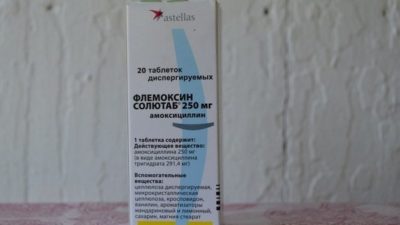 astellas
20 таблеток
диспергируемых
ФЛЕМОКСИН
СОЛЮТАБ® 250 мг
амоксициллин
1 таблетка содержит:
Действующее вещество:
амоксициллина 250 мг
(в виде амоксициллина
тригидрата 291,4 мг)
Вспомогательные
вещества:
целлюлоза диспергируемая,
микрокристаллическая
целлюлоза, кросповидон,
ванилин, ароматизаторы
мандариновый и лимонный,
сахарин, магния стеарат